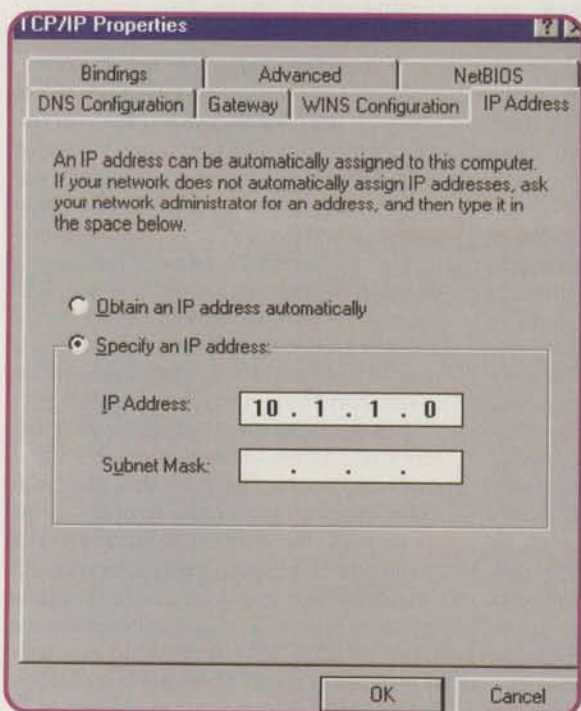 TCP/IP Properties
Bindings
Advanced
NetBIOS
DNS Configuration
Gateway
WINS Configuration
IP Address
An IP address can be automatically assigned to this computer.
If your network does not automatically assign IP addresses, ask
your network administrator for an address, and then type it in
the space below.
Obtain an IP address automatically
Specify an IP address:
IP Address:
10 . 1 . 1 . 0
Subnet Mask:
. . .
OK
Cancel